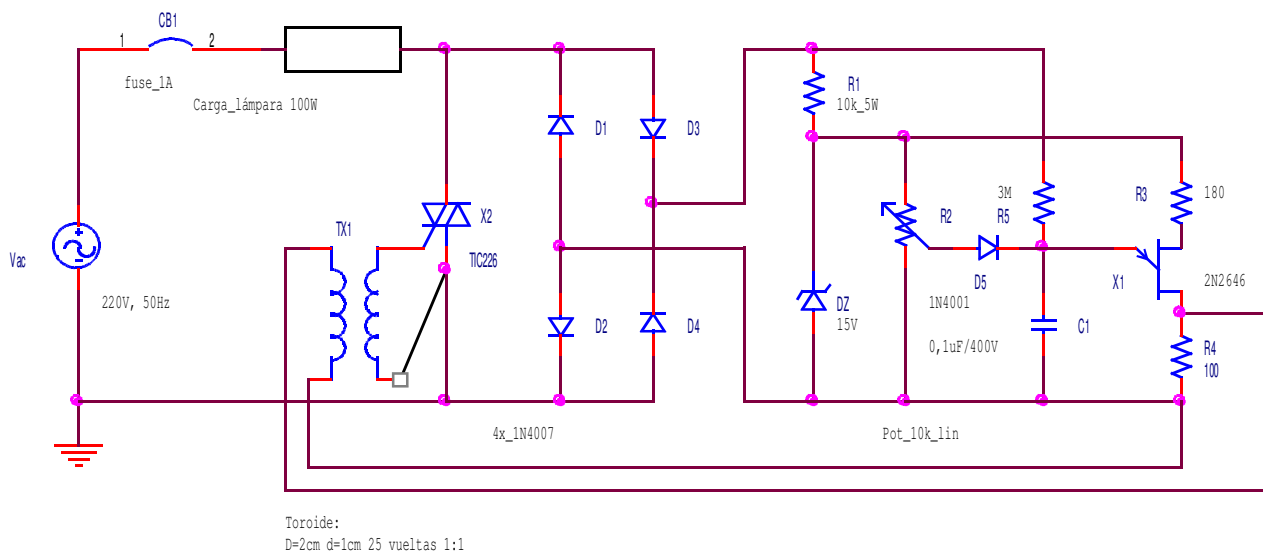 CB1
1 2
fuse_1A
Carga_lámpara 100W
R1
10k_5W
D1
D3
3M
R3
180
Vac
TX1
X2
R2
R5
TIC226
220V, 50Hz
D5
X1
2N2646
1N4001
DZ
15V
C1
D2
D4
0,1uF/400V
R4
100
4x_1N4007
Pot_10k_lin
Toroide:
D=2cm d=1cm 25 vueltas 1:1